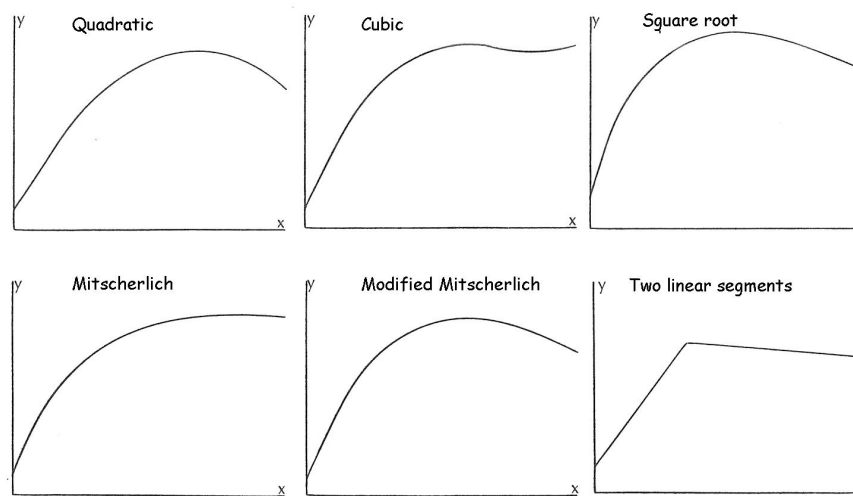 y
Quadratic
x
y
Cubic
x
Square root
y
Mitscherlich
x
y
Modified Mitscherlich
x
y
Two linear segments